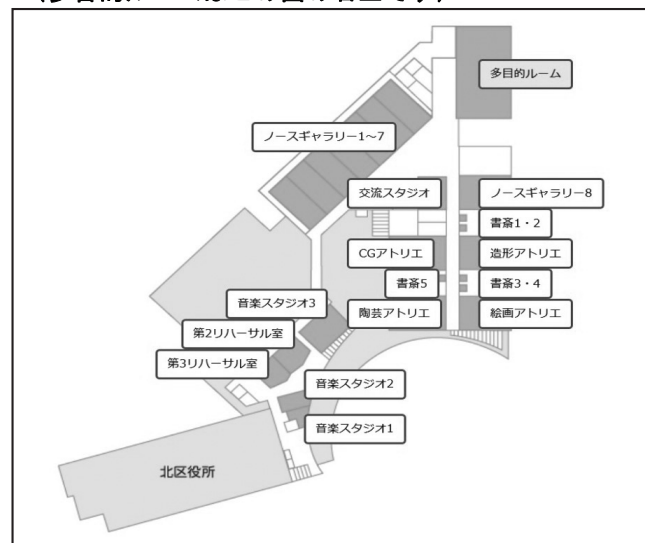 多目的ルーム
ノースギャラリー1～7
交流スタジオ
ノースギャラリー8
書斎1・2
CGアトリエ
造形アトリエ
書斎5
書斎3・4
音楽スタジオ3
陶芸アトリエ
絵画アトリエ
第2リハーサル室
第3リハーサル室
音楽スタジオ2
音楽スタジオ1
北区役所